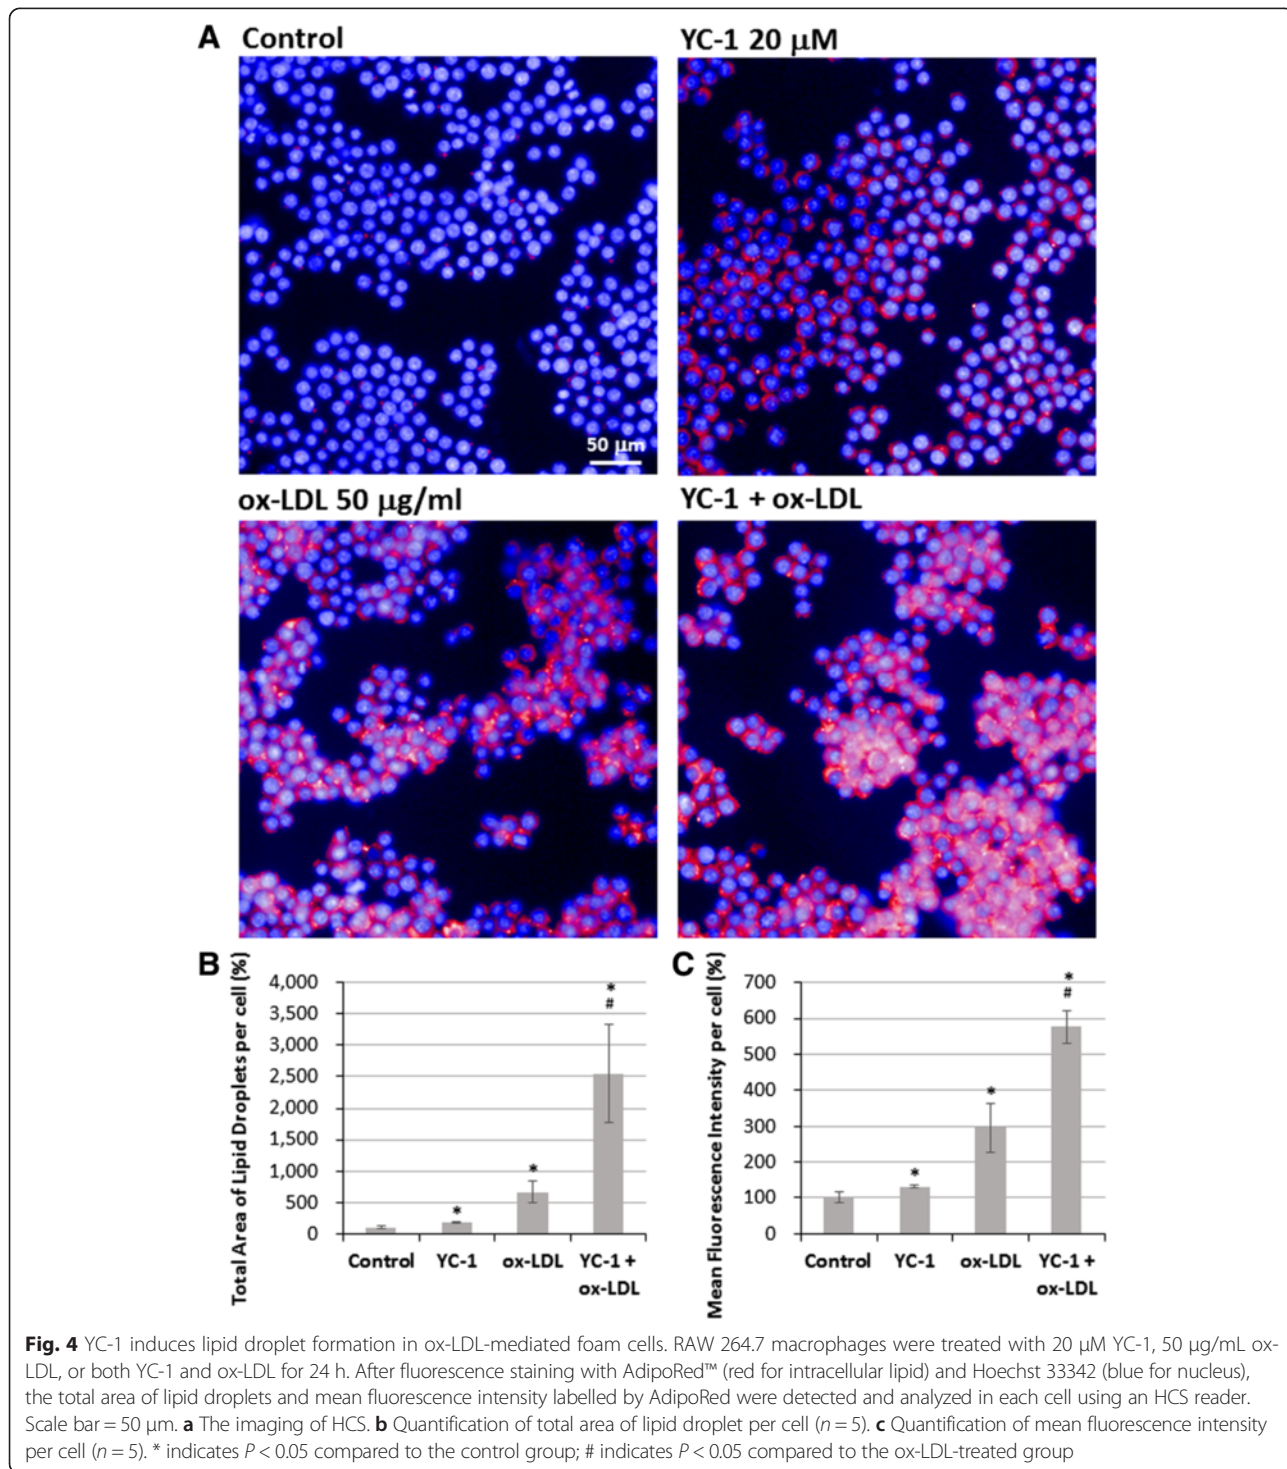 A Control
YC-1 20 μM
50 μm
ox-LDL 50 μg/ml
YC-1 + ox-LDL
B
Total Area of Lipid Droplets per cell (%)
4,000
3,500
3,000
2,500
2,000
1,500
1,000
500
0
*
*
*
#
Control YC-1 ox-LDL YC-1 +
ox-LDL
C
Mean Fluorescence Intensity per cell (%)
700
600
500
400
300
200
100
0
*
*
*
#
Control YC-1 ox-LDL YC-1 +
ox-LDL
Fig. 4 YC-1 induces lipid droplet formation in ox-LDL-mediated foam cells. RAW 264.7 macrophages were treated with 20 μM YC-1, 50 μg/mL ox-
LDL, or both YC-1 and ox-LDL for 24 h. After fluorescence staining with AdipoRed™ (red for intracellular lipid) and Hoechst 33342 (blue for nucleus),
the total area of lipid droplets and mean fluorescence intensity labelled by AdipoRed were detected and analyzed in each cell using an HCS reader.
Scale bar = 50 μm. a The imaging of HCS. b Quantification of total area of lipid droplet per cell (n = 5). c Quantification of mean fluorescence intensity
per cell (n = 5). * indicates P < 0.05 compared to the control group; # indicates P < 0.05 compared to the ox-LDL-treated group